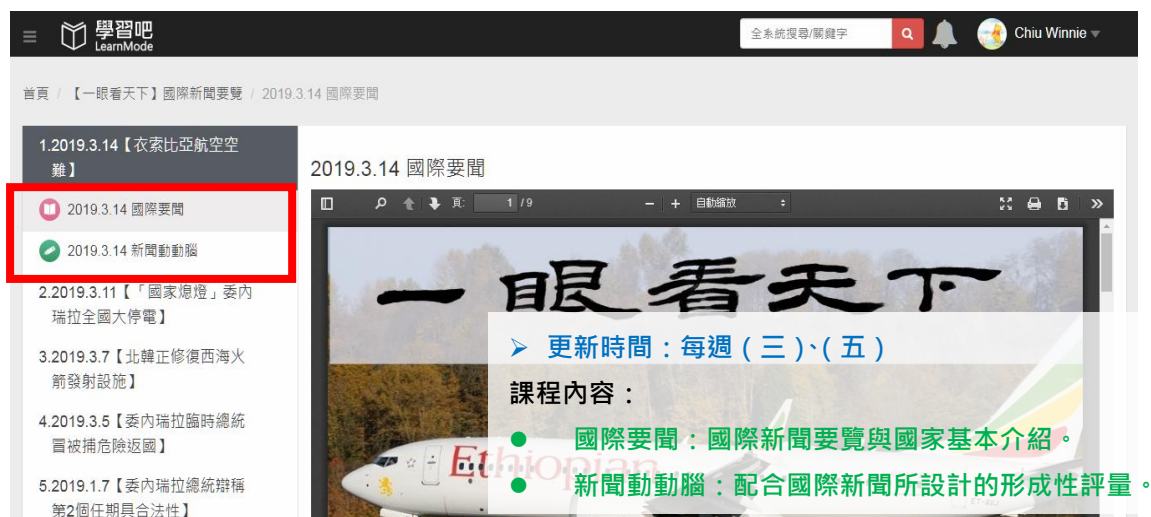 學習吧
LearnMode
全系統搜尋/關鍵字
Chiu Winnie
首頁 / 【一眼看天下】國際新聞要覽 / 2019.3.14 國際要聞
1.2019.3.14【衣索比亞航空空
難】
2019.3.14 國際要聞
2019.3.14 新聞動動腦
2.2019.3.11【「國家熄燈」委內
瑞拉全國大停電】
3.2019.3.7【北韓正修復西海火
箭發射設施】
4.2019.3.5【委內瑞拉臨時總統
冒被捕危險返國】
5.2019.1.7【委內瑞拉總統辯稱
第2個任期具合法性】
2019.3.14 國際要聞
頁: 1 / 9
自動縮放
一眼看天下
Ethiopian
更新時間：每週（三）、（五）
課程內容：
國際要聞：國際新聞要覽與國家基本介紹。
新聞動動腦：配合國際新聞所設計的形成性評量。